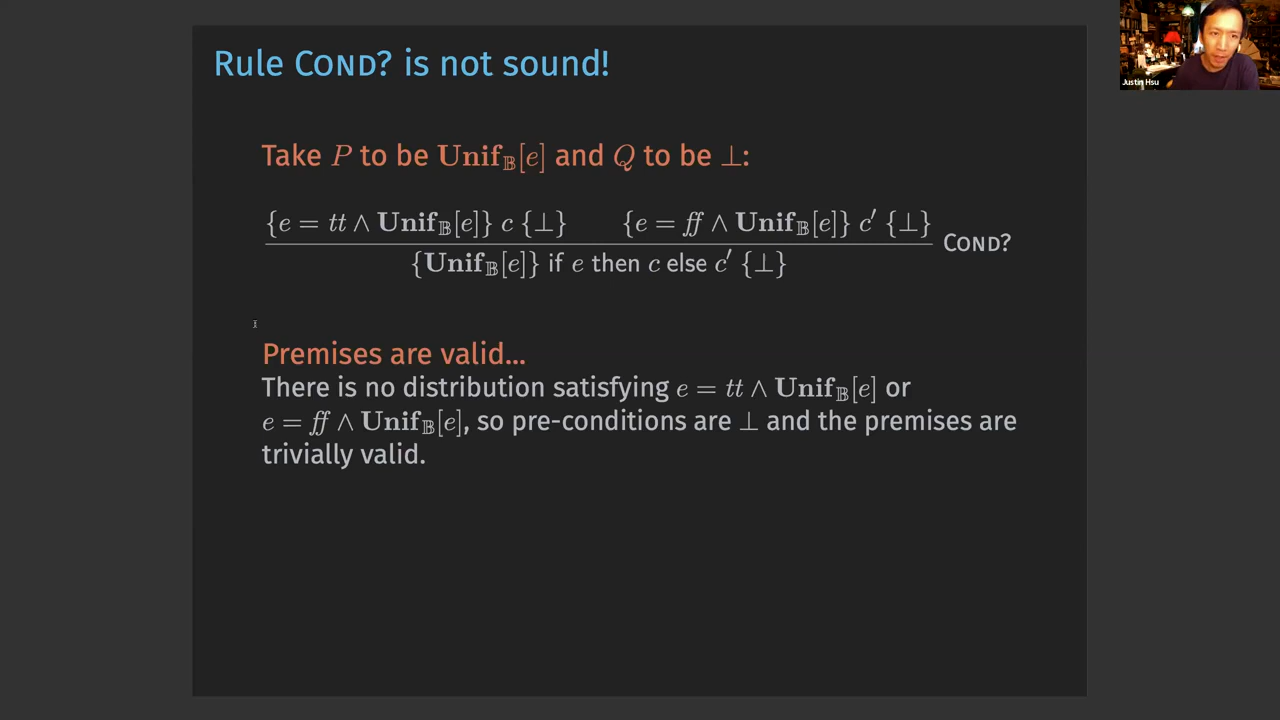 Justin Hsu
Rule COND? is not sound!
Take P to be Unif𝔹[e] and Q to be ⊥:
{e = tt ∧ Unif𝔹[e]} c {⊥} {e = ff ∧ Unif𝔹[e]} c′ {⊥}
COND?
{Unif𝔹[e]} if e then c else c′ {⊥}
Premises are valid...
There is no distribution satisfying e = tt ∧ Unif𝔹[e] or
e = ff ∧ Unif𝔹[e], so pre-conditions are ⊥ and the premises are
trivially valid.